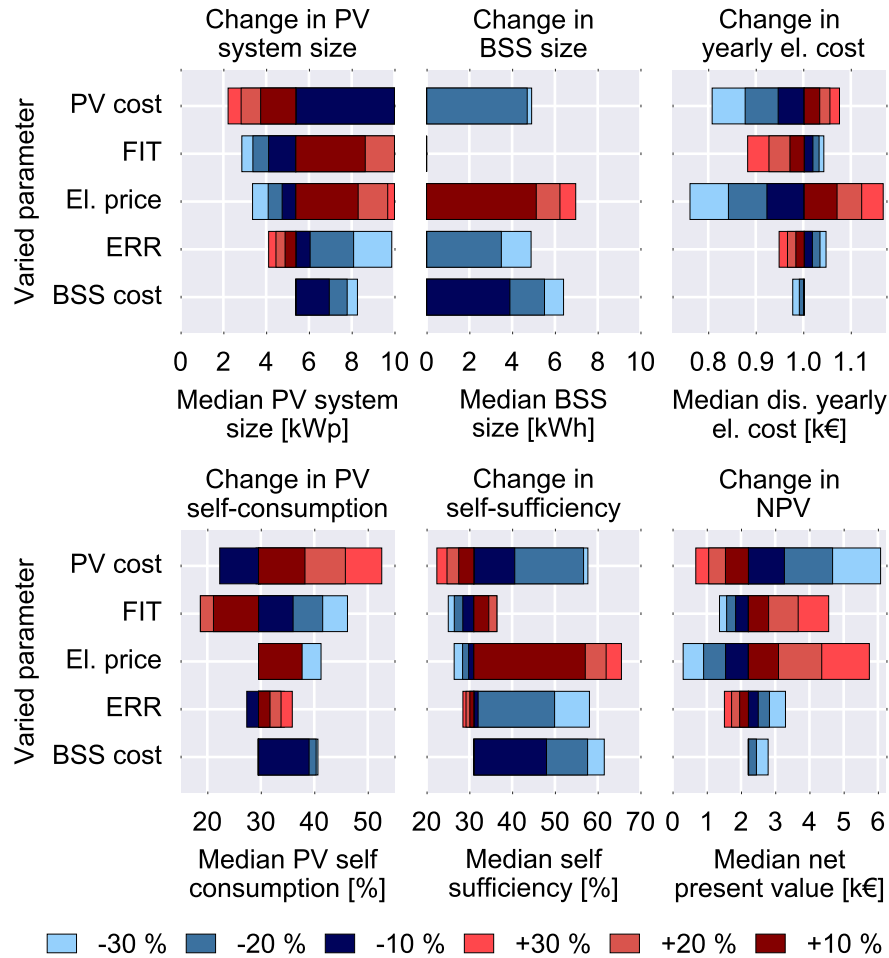 Change in PV
system size
Change in
BSS size
Change in
yearly el. cost
Varied parameter
PV cost
FIT
El. price
ERR
BSS cost
0 2 4 6 8 10
0 2 4 6 8 10
0.8 0.9 1.0 1.1
Median PV system
size [kWp]
Median BSS
size [kWh]
Median dis. yearly
el. cost [k€]
Change in PV
self-consumption
Change in
self-sufficiency
Change in
NPV
Varied parameter
PV cost
FIT
El. price
ERR
BSS cost
20 30 40 50
20 30 40 50 60 70
0 1 2 3 4 5 6
Median PV self
consumption [%]
Median self
sufficiency [%]
Median net
present value [k€]
-30 % -20 % -10 % +30 % +20 % +10 %